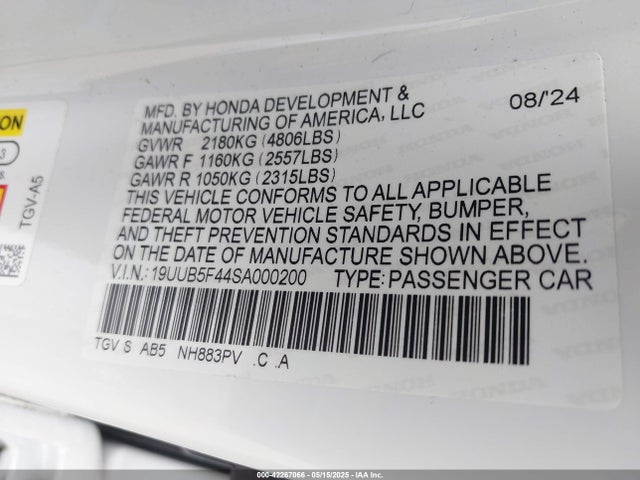 ON
3
s.
TGV-A5
MFD. BY HONDA DEVELOPMENT &
MANUFACTURING OF AMERICA, LLC
08/'24
GVWR 2180KG (4806LBS)
GAWR F 1160KG (2557LBS)
GAWR R 1050KG (2315LBS)
THIS VEHICLE CONFORMS TO ALL APPLICABLE
FEDERAL MOTOR VEHICLE SAFETY, BUMPER,
AND THEFT PREVENTION STANDARDS IN EFFECT
ON THE DATE OF MANUFACTURE SHOWN ABOVE.
V.I.N.: 19UUB5F44SA000200 TYPE: PASSENGER CAR
TGV S AB5 NH883PV .C .A
000-42267066 - 05/15/2025 - IAA Inc.